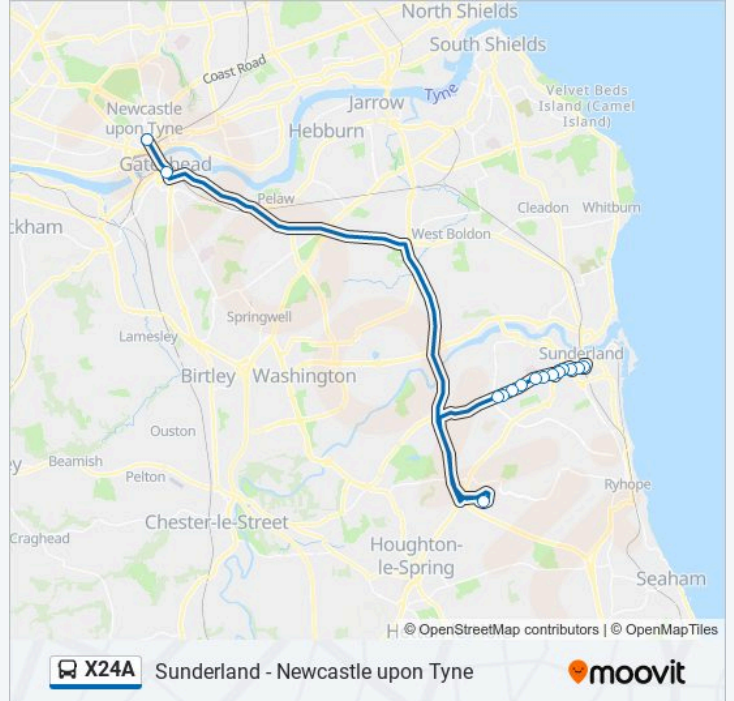 North Shields
South Shields
Coast Road
Velvet Beds
Island (Camel
Island)
Tyne
Jarrow
Newcastle
upon Tyne
Hebburn
Gateshead
Pelaw
Cleadon
Whitburn
ckham
West Boldon
Springwell
Lamesley
Sunderland
Birtley
Washington
Ouston
y
Beamish
Pelton
Ryhope
Chester-le-Street
Craghead
Houghton-
le-Spring
Seaham
H
© OpenStreetMap contributors | © OpenMapTiles
X24A
Sunderland - Newcastle upon Tyne
moovit